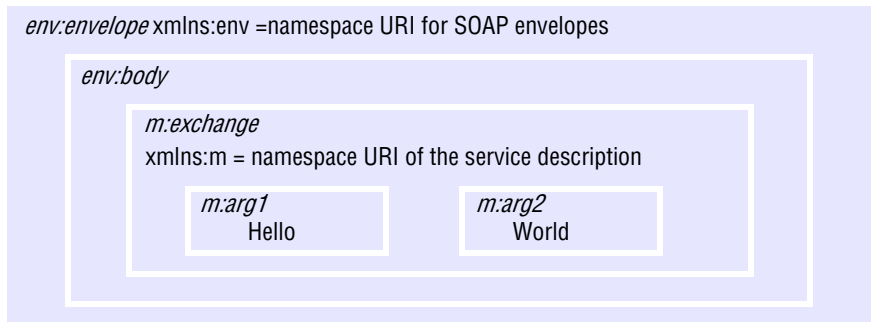 env:envelope xmlns:env =namespace URI for SOAP envelopes
env:body
m:exchange
xmlns:m = namespace URI of the service description
m:arg1
Hello
m:arg2
World